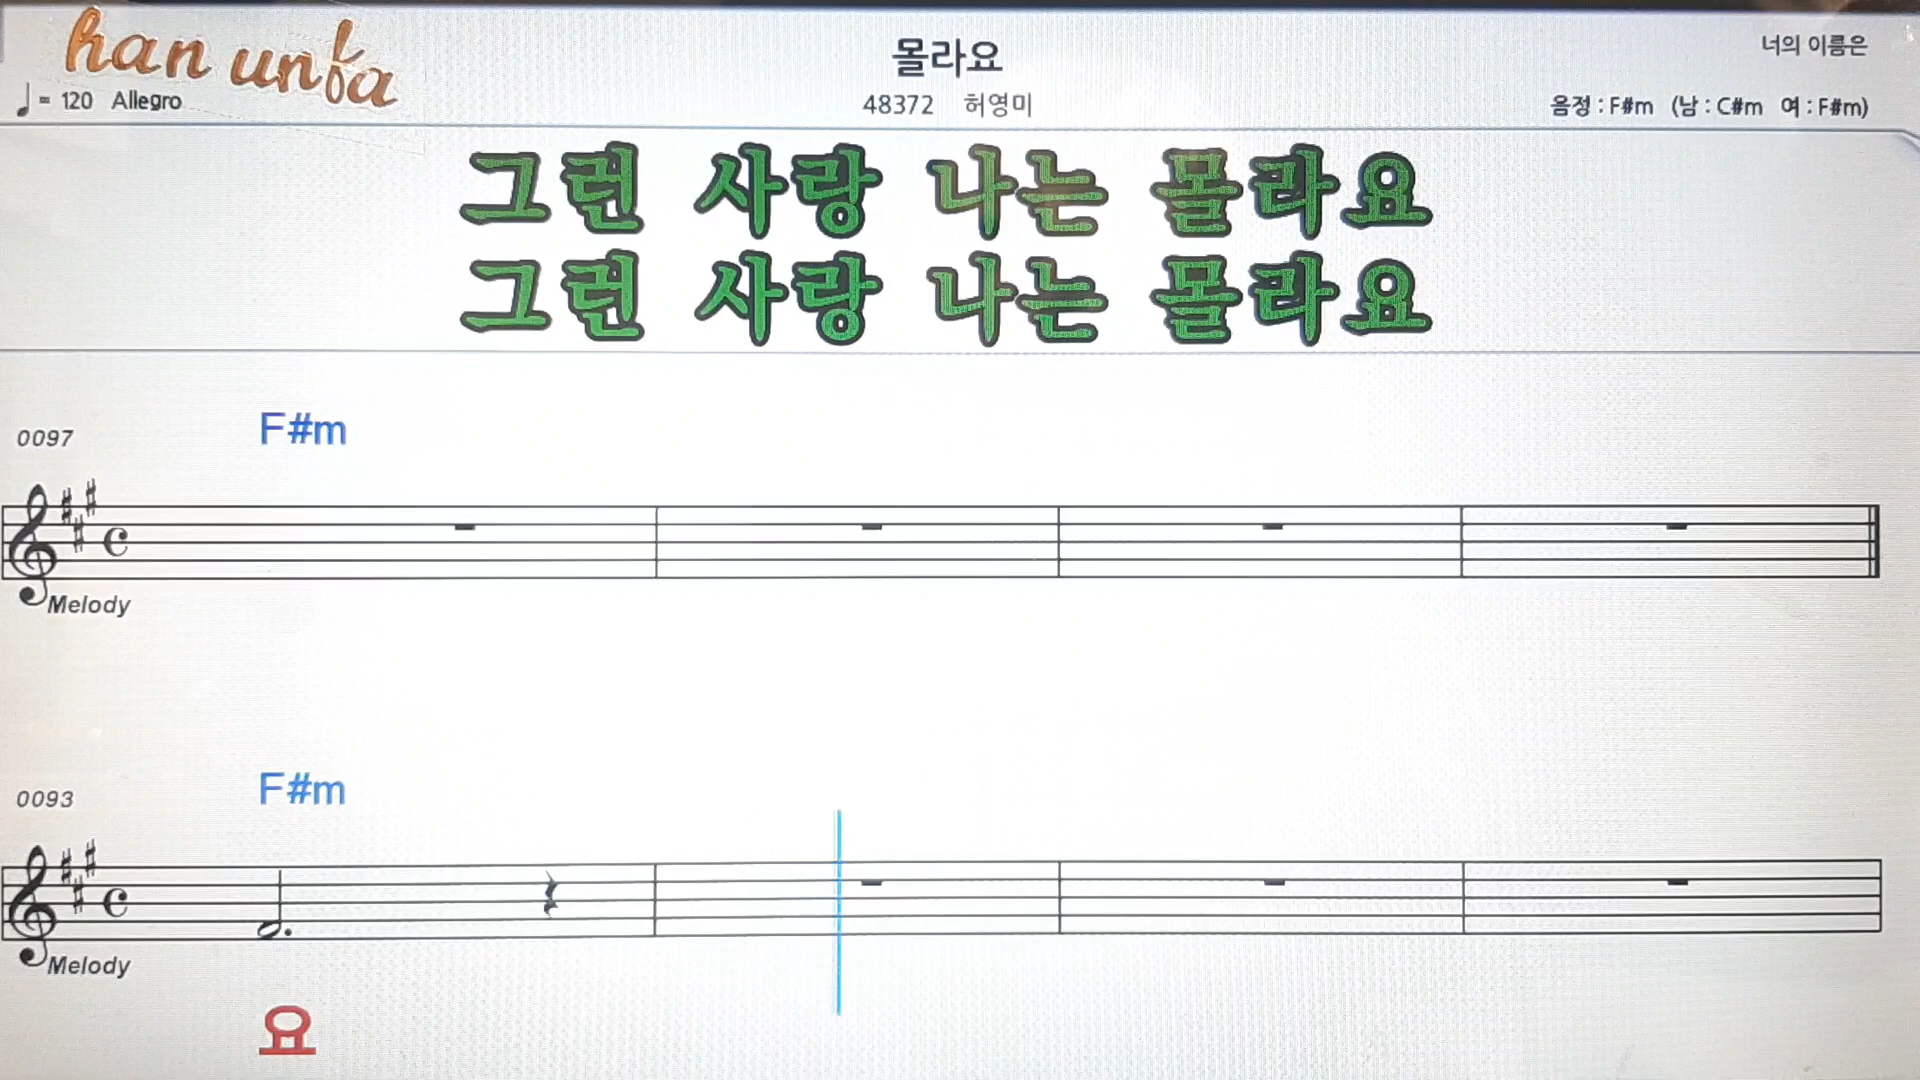 han unfa
몰라요
너의 이름은
♩ = 120 Allegro
48372 허영미
음정 : F#m (남 : C#m 여 : F#m)
그런 사랑 나는 몰라요
그런 사랑 나는 몰라요
0097 F#m
Melody
0093 F#m
Melody
요